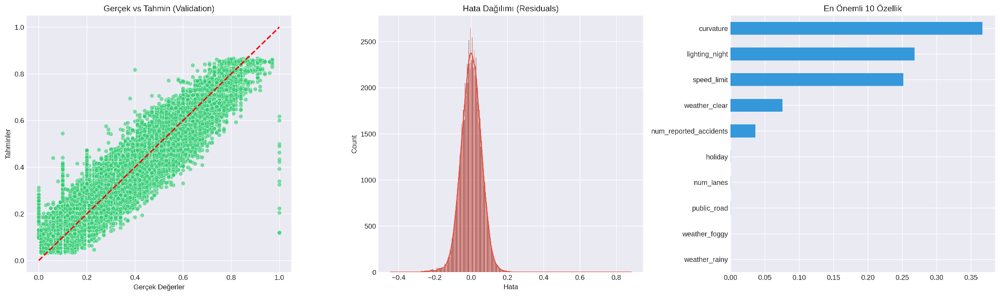 Gerçek vs Tahmin (Validation)
1.0
0.8
0.6
0.4
0.2
0.0
Tahminler
0.0 0.2 0.4 0.6 0.8 1.0
Gerçek Değerler
Hata Dağılımı (Residuals)
2500
2000
1500
1000
500
0
Count
−0.4 −0.2 0.0 0.2 0.4 0.6 0.8
Hata
En Önemli 10 Özellik
curvature
lighting_night
speed_limit
weather_clear
num_reported_accidents
holiday
num_lanes
public_road
weather_foggy
weather_rainy
0.00 0.05 0.10 0.15 0.20 0.25 0.30 0.35